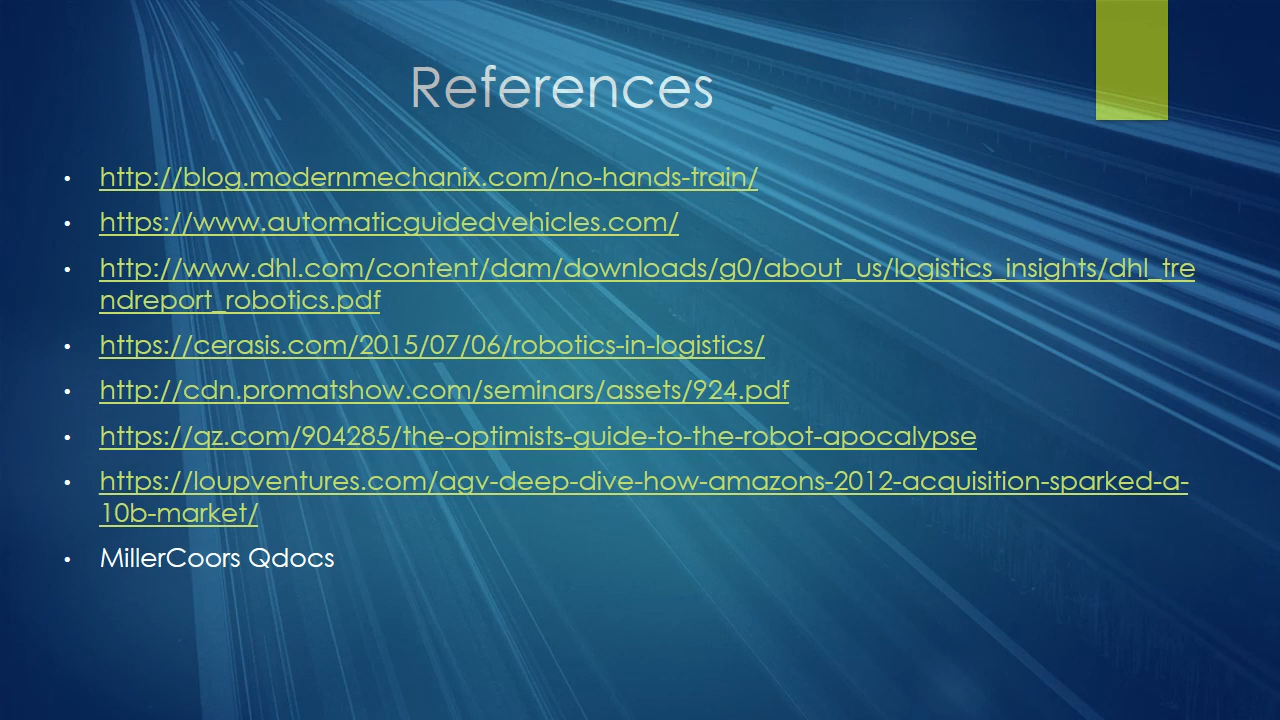 References
• http://blog.modernmechanix.com/no-hands-train/
• https://www.automaticguidedvehicles.com/
• http://www.dhl.com/content/dam/downloads/g0/about_us/logistics_insights/dhl_tre
ndreport_robotics.pdf
• https://cerasis.com/2015/07/06/robotics-in-logistics/
• http://cdn.promatshow.com/seminars/assets/924.pdf
• https://qz.com/904285/the-optimists-guide-to-the-robot-apocalypse
• https://loupventures.com/agv-deep-dive-how-amazons-2012-acquisition-sparked-a-
10b-market/
• MillerCoors Qdocs